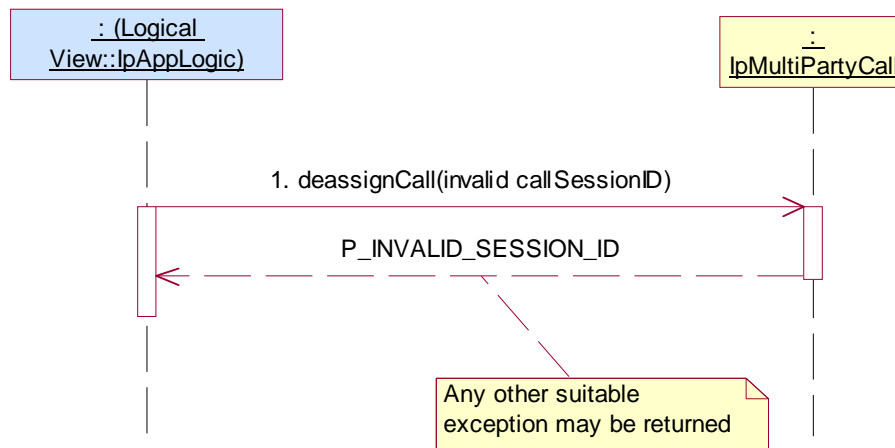 : (Logical
View::IpAppLogic)
:
IpMultiPartyCall
1. deassignCall(invalid callSessionID)
P_INVALID_SESSION_ID
Any other suitable
exception may be returned